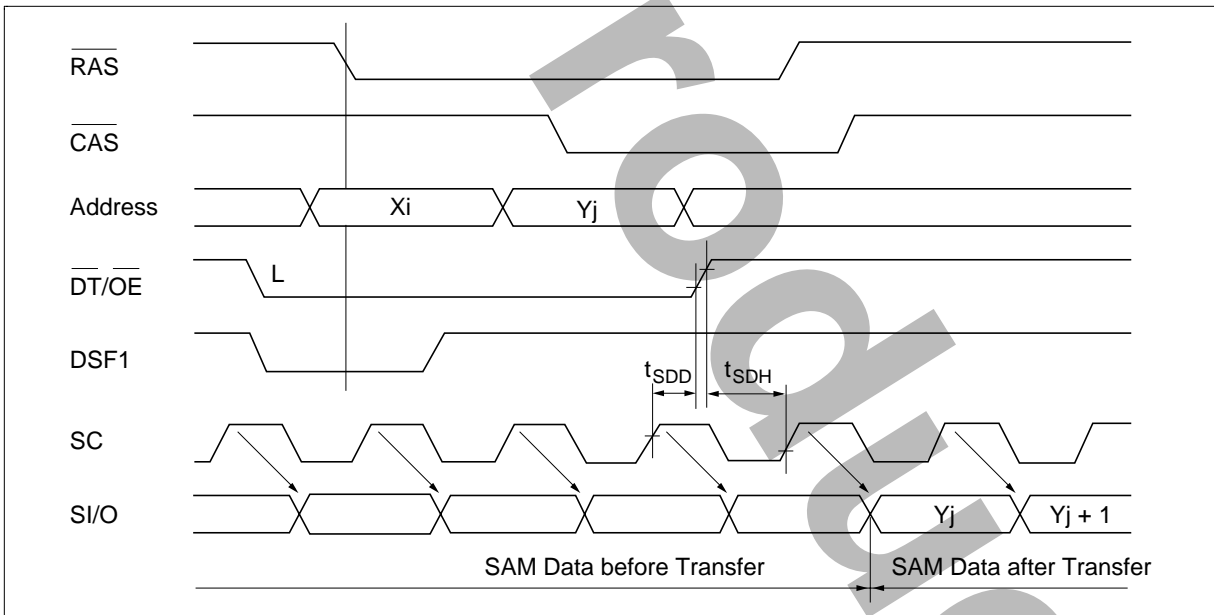 RAS
CAS
Address
Xi
Yj
DT/OE
L
DSF1
tSDD
tSDH
SC
SI/O
Yj
Yj + 1
SAM Data before Transfer
SAM Data after Transfer
rodu